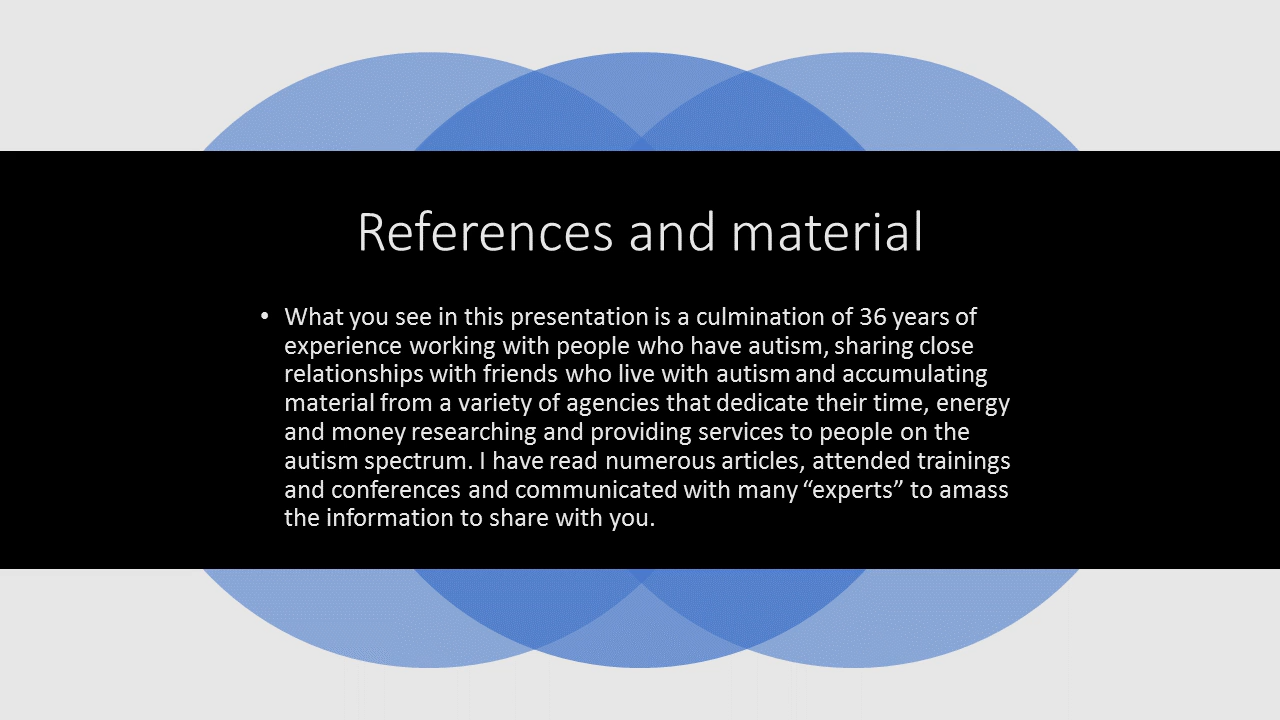 References and material
• What you see in this presentation is a culmination of 36 years of
experience working with people who have autism, sharing close
relationships with friends who live with autism and accumulating
material from a variety of agencies that dedicate their time, energy
and money researching and providing services to people on the
autism spectrum. I have read numerous articles, attended trainings
and conferences and communicated with many “experts” to amass
the information to share with you.